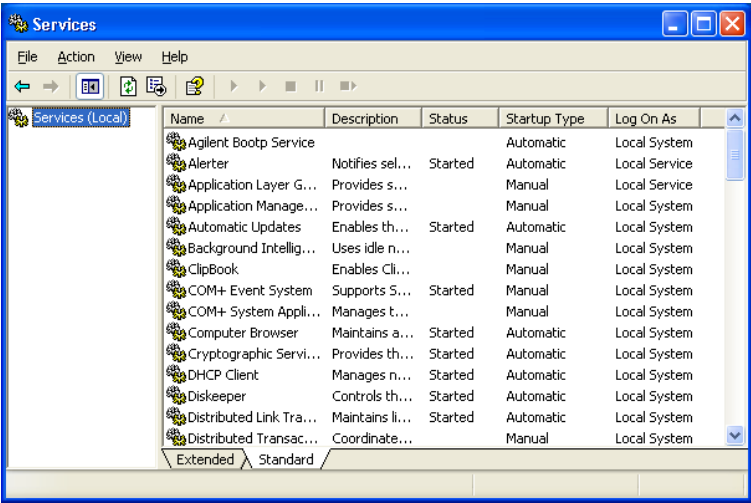 Services
File Action View Help
Services (Local)
Name Description Status Startup Type Log On As
Agilent Bootp Service Automatic Local System
Alerter Notifies sel... Started Automatic Local Service
Application Layer G... Provides s... Manual Local Service
Application Manage... Provides s... Manual Local System
Automatic Updates Enables th... Started Automatic Local System
Background Intellig... Uses idle n... Manual Local System
ClipBook Enables Cli... Manual Local System
COM+ Event System Supports S... Started Manual Local System
COM+ System Appli... Manages t... Manual Local System
Computer Browser Maintains a... Started Automatic Local System
Cryptographic Servi... Provides th... Started Automatic Local System
DHCP Client Manages n... Started Automatic Local System
Diskeeper Controls th... Started Automatic Local System
Distributed Link Tra... Maintains li... Started Automatic Local System
Distributed Transac... Coordinate... Manual Local System
Extended Standard